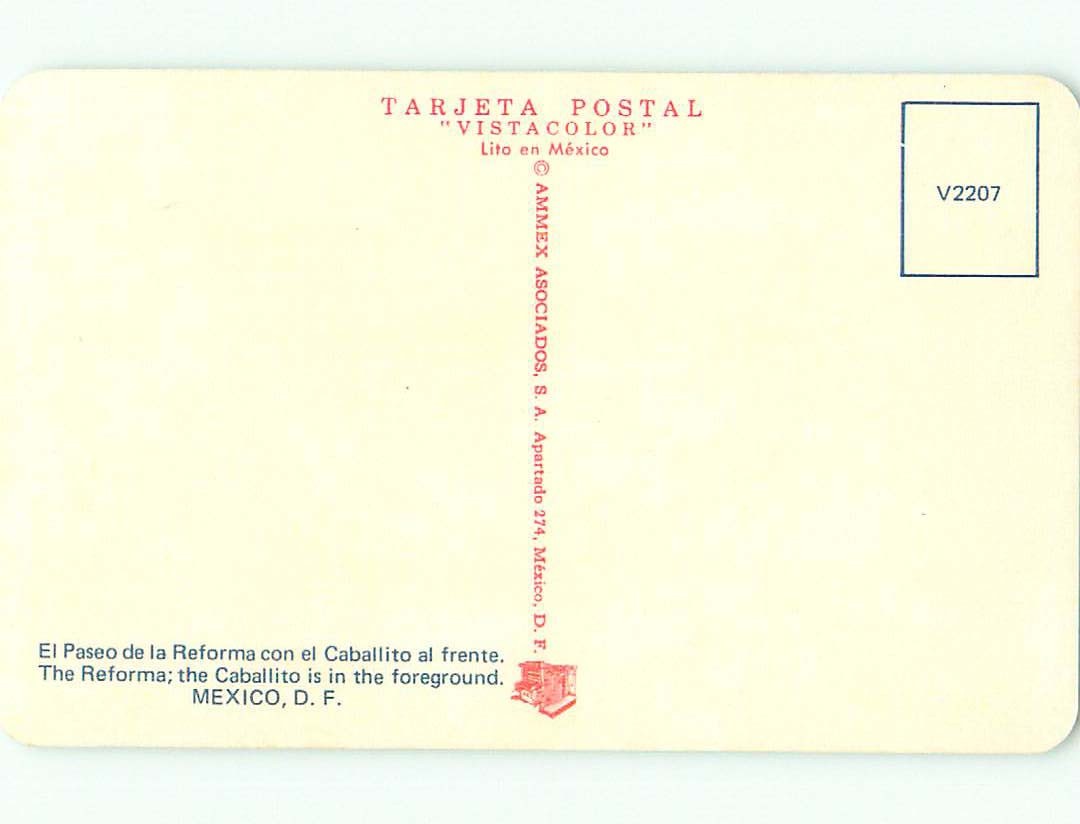 TARJETA POSTAL
"VISTACOLOR"
Lito en México
© AMMEX ASOCIADOS, S. A. Apartado 274, México, D. F.
V2207
El Paseo de la Reforma con el Caballito al frente.
The Reforma; the Caballito is in the foreground.
MEXICO, D. F.